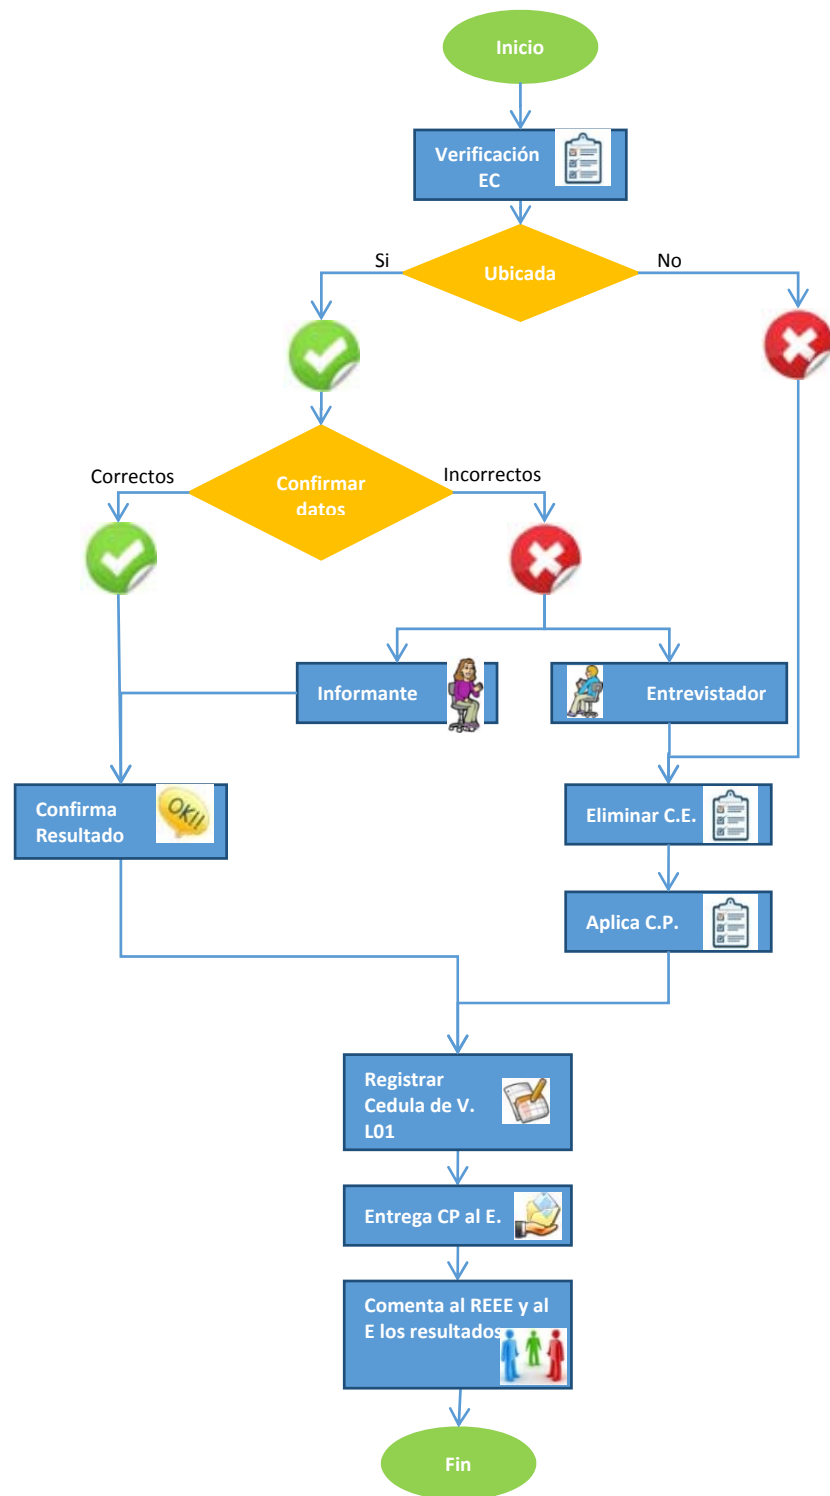 Inicio
Verificación
EC
Si
Ubicada
No
Correctos
Confirmar
datos
Incorrectos
Informante
Entrevistador
Confirma
Resultado
OK!!
Eliminar C.E.
Aplica C.P.
Registrar
Cedula de V.
L01
Entrega CP al E.
Comenta al REEE y al
E los resultados
Fin